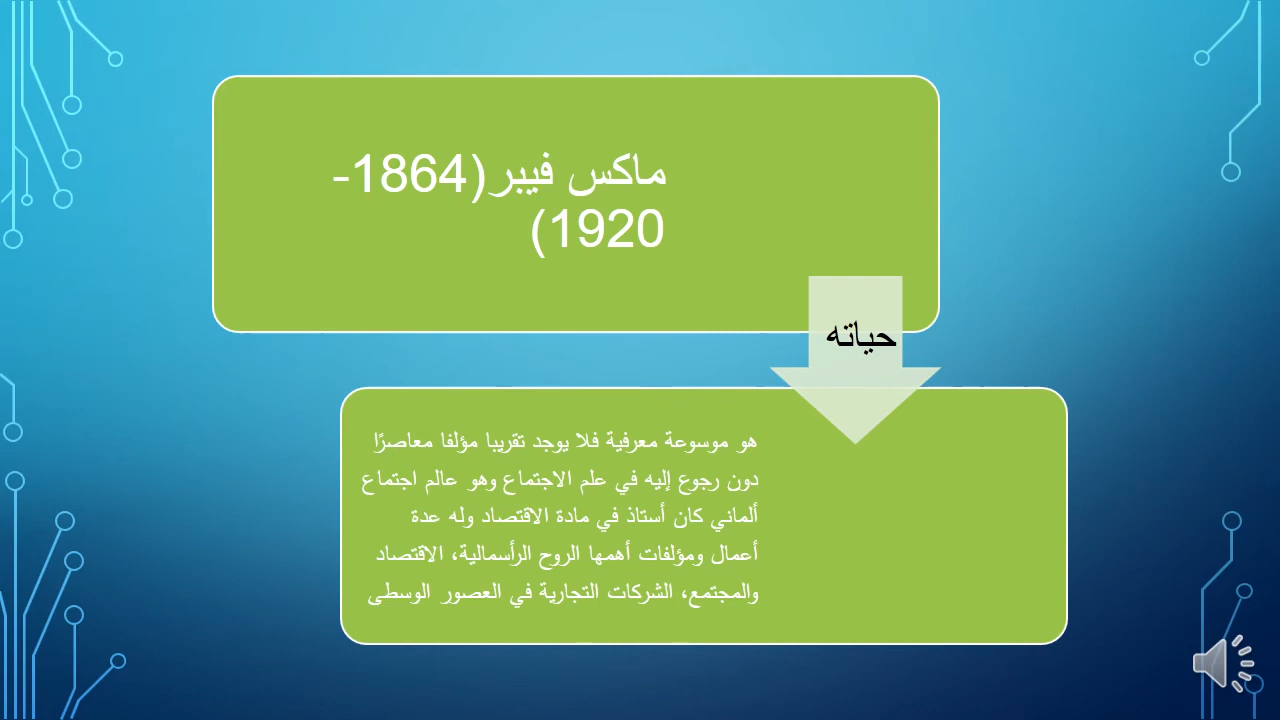 ماكس فيبر(1864-
1920)
حياته
هو موسوعة معرفية فلا يوجد تقريبا مؤلفا معاصرًا
دون رجوع إليه في علم الاجتماع وهو عالم اجتماع
ألماني كان أستاذ في مادة الاقتصاد وله عدة
أعمال ومؤلفات أهمها الروح الرأسمالية، الاقتصاد
والمجتمع، الشركات التجارية في العصور الوسطى